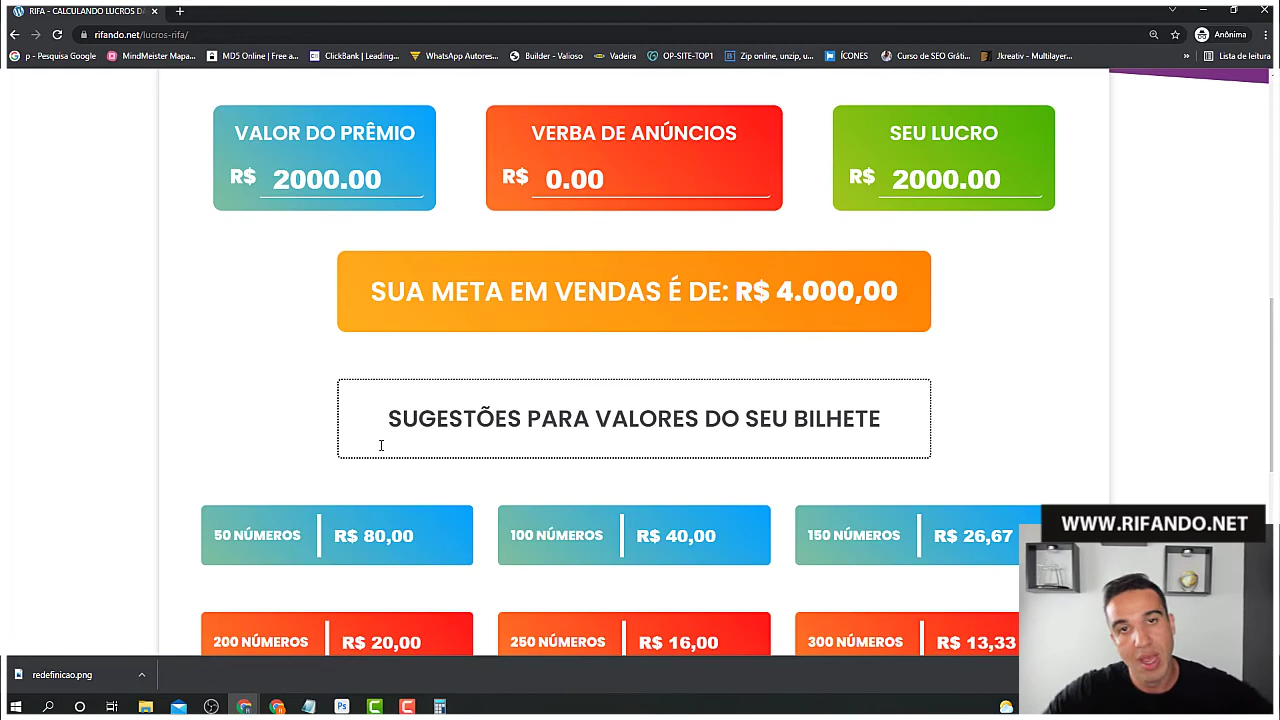 RIFA - CALCULANDO LUCROS DA
rifando.net/lucros-rifa/
Anônima
p - Pesquisa Google
MindMeister Mapa...
MD5 Online | Free a...
ClickBank | Leading...
WhatsApp Autores...
Builder - Valioso
Vadeira
OP-SITE-TOP1
Zip online, unzip, u...
ÍCONES
Curso de SEO Gráti...
Jkreativ - Multilayer...
»
Lista de leitura
VALOR DO PRÊMIO
R$ 2000.00
VERBA DE ANÚNCIOS
R$ 0.00
SEU LUCRO
R$ 2000.00
SUA META EM VENDAS É DE: R$ 4.000,00
SUGESTÕES PARA VALORES DO SEU BILHETE
50 NÚMEROS R$ 80,00
100 NÚMEROS R$ 40,00
150 NÚMEROS R$ 26,67
WWW.RIFANDO.NET
200 NÚMEROS R$ 20,00
250 NÚMEROS R$ 16,00
300 NÚMEROS R$ 13,33
redefinicao.png